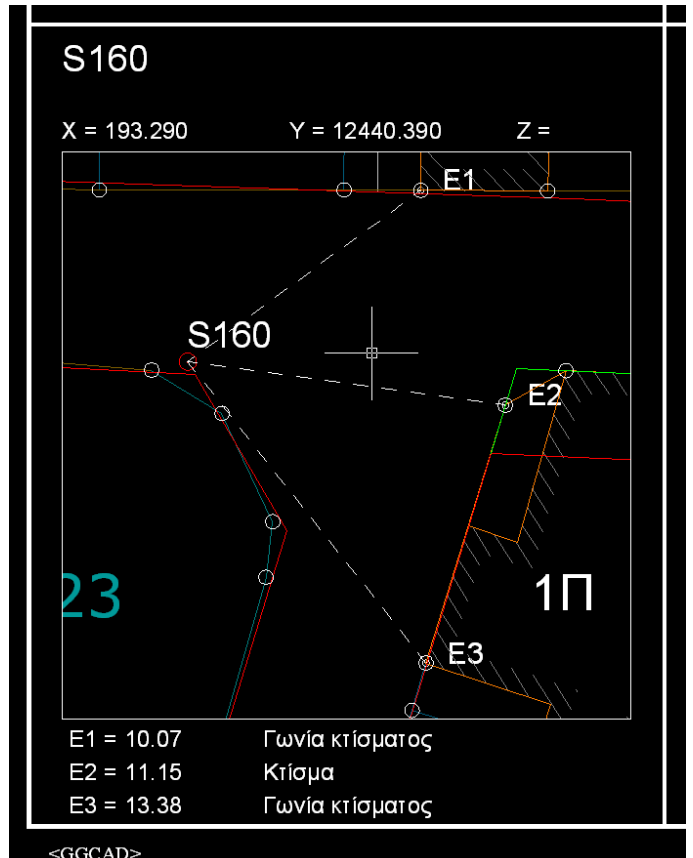 S160
X = 193.290 Y = 12440.390 Z =
E1
S160
E2
23
1Π
E3
E1 = 10.07 Γωνία κτίσματος
E2 = 11.15 Κτίσμα
E3 = 13.38 Γωνία κτίσματος
<GGCAD>